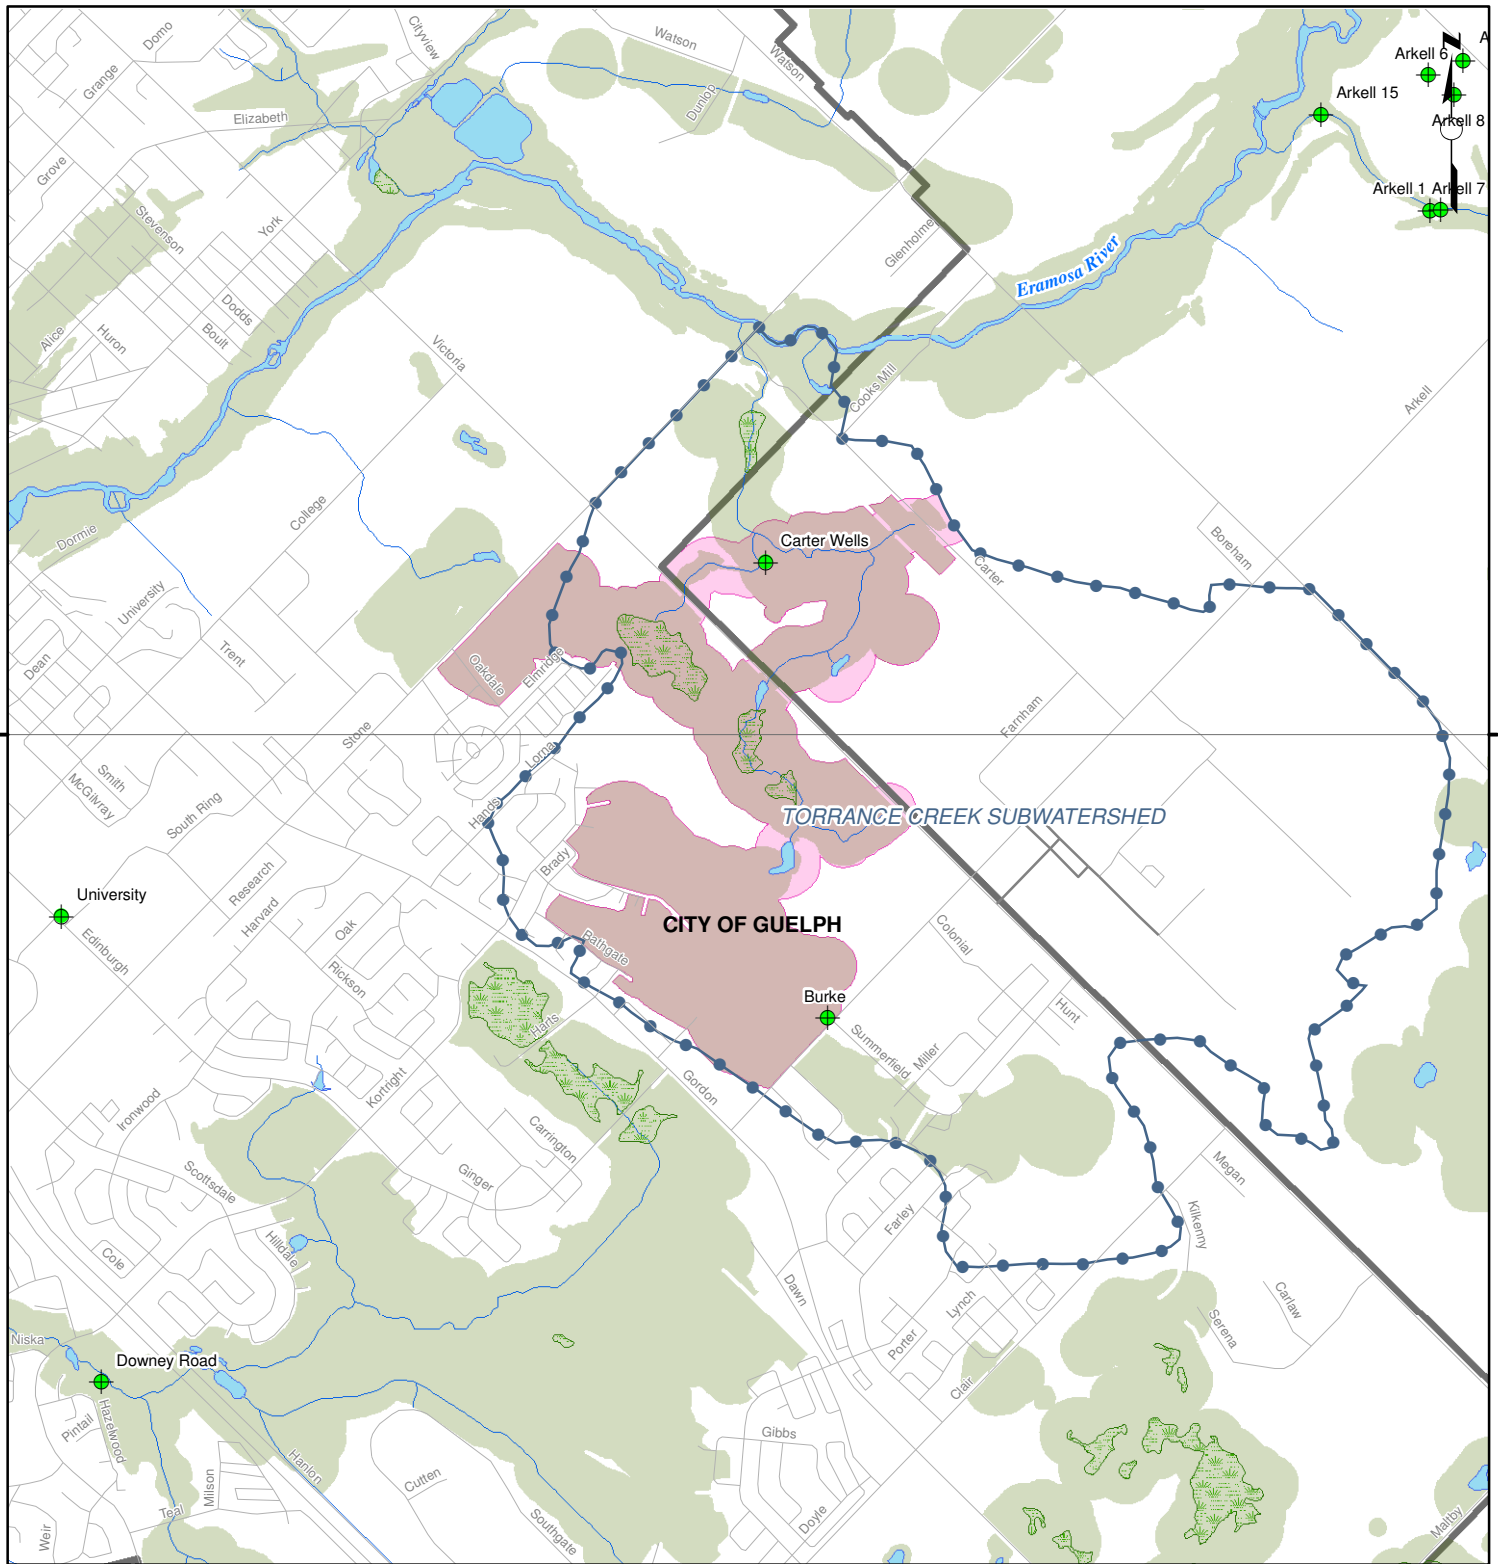 Domo
Cityview
Watson
Watson
Grange
Dunlop
Elizabeth
Grove
Stevenson
York
Glenholme
Arkell 6
A
Arkell 15
Arkell 8
Arkell 1
Arkell 7
Eramosa River
Dodds
Boult
Alice
Huron
Victoria
Cooks Mill
Arkell
College
Dormie
Carter Wells
Boreham
Carter
University
Trent
Dean
Oakdale
Elmridge
Farnham
Stone
Lorna
Smith
McGilvray
South Ring
Hands
TORRANCE CREEK SUBWATERSHED
Brady
Research
University
Harvard
Oak
CITY OF GUELPH
Colonial
Edinburgh
Bathgate
Rickson
Burke
Hunt
Harts
Summerfield
Miller
Gordon
Ironwood
Kortright
Carrington
Scottsdale
Ginger
Megan
Farley
Kilkenny
Hilldale
Cole
Dawn
Lynch
Carlaw
Serena
Porter
Niska
Downey Road
Clair
Pintail
Hazelwood
Gibbs
Hanlon
Cutten
Milson
Teal
Southgate
Doyle
Weir
Maltby